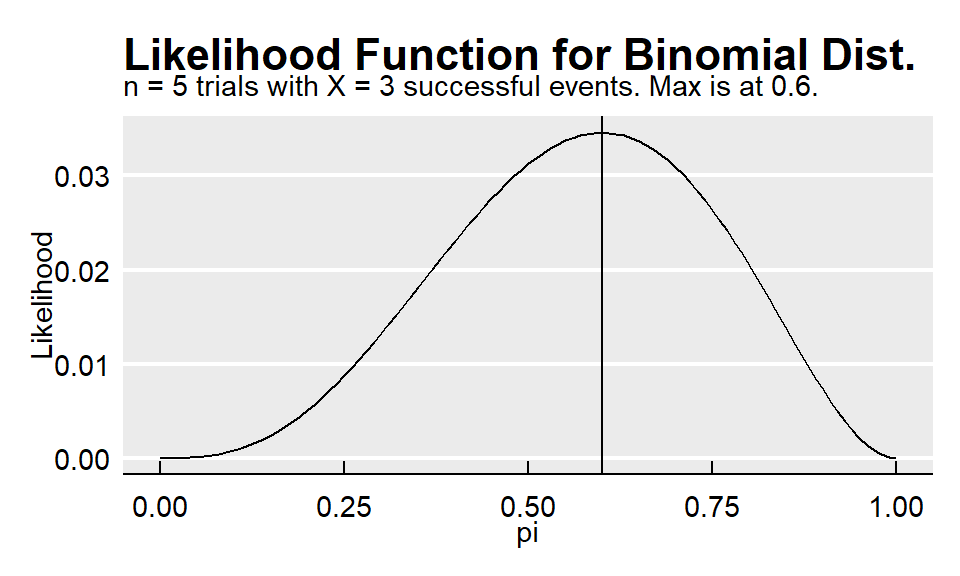 Likelihood Function for Binomial Dist.
n = 5 trials with X = 3 successful events. Max is at 0.6.
Likelihood
0.03
0.02
0.01
0.00
0.00 0.25 0.50 0.75 1.00
pi